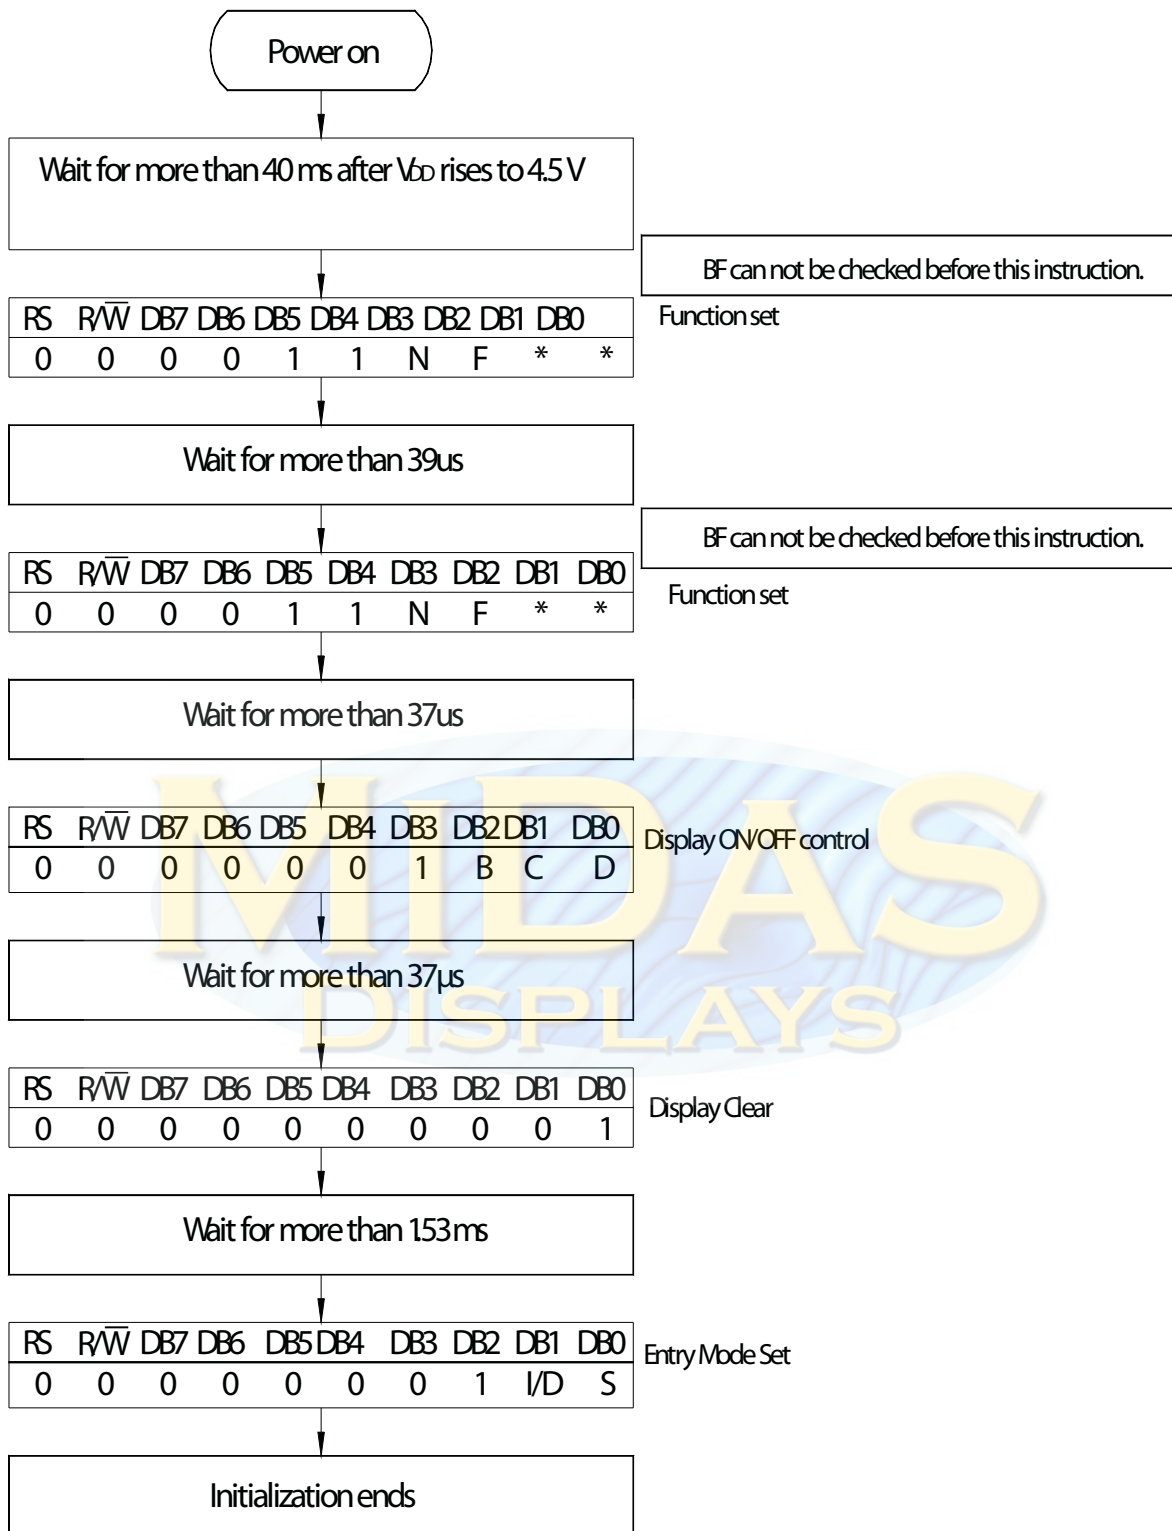 Power on
Wait for more than 40 ms after VDD rises to 4.5 V
BF can not be checked before this instruction.
RS R/W̅ DB7 DB6 DB5 DB4 DB3 DB2 DB1 DB0
Function set
0 0 0 0 1 1 N F * *
Wait for more than 39us
BF can not be checked before this instruction.
RS R/W̅ DB7 DB6 DB5 DB4 DB3 DB2 DB1 DB0
Function set
0 0 0 0 1 1 N F * *
Wait for more than 37us
MIDAS
RS R/W̅ DB7 DB6 DB5 DB4 DB3 DB2 DB1 DB0
Display ON/OFF control
0 0 0 0 0 0 1 B C D
Wait for more than 37μs
DISPLAYS
RS R/W̅ DB7 DB6 DB5 DB4 DB3 DB2 DB1 DB0
Display Clear
0 0 0 0 0 0 0 0 0 1
Wait for more than 1.53 ms
RS R/W̅ DB7 DB6 DB5 DB4 DB3 DB2 DB1 DB0
Entry Mode Set
0 0 0 0 0 0 0 1 I/D S
Initialization ends